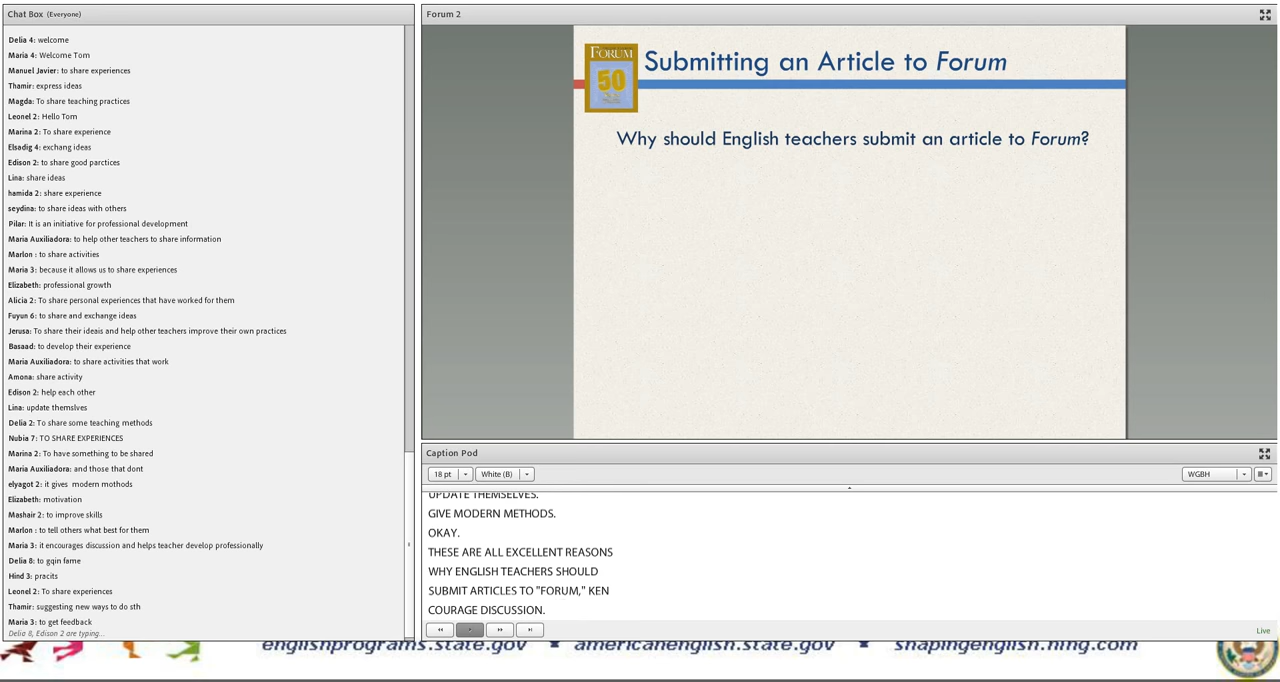 Chat Box (Everyone)
Delia 4: welcome
Maria 4: Welcome Tom
Manuel Javier: to share experiences
Thamir: express ideas
Magda: To share teaching practices
Leonel 2: Hello Tom
Marina 2: To share experience
Elsadig 4: exchang ideas
Edison 2: to share good parctices
Lina: share ideas
hamida 2: share experience
seydina: to share ideas with others
Pilar: It is an initiative for professional development
Maria Auxiliadora: to help other teachers to share information
Marlon : to share activities
Maria 3: because it allows us to share experiences
Elizabeth: professional growth
Alicia 2: To share personal experiences that have worked for them
Fuyun 6: to share and exchange ideas
Jerusa: To share their ideais and help other teachers improve their own practices
Basaad: to develop their experience
Maria Auxiliadora: to share activities that work
Amona: share activity
Edison 2: help each other
Lina: update themslves
Delia 2: To share some teaching methods
Nubia 7: TO SHARE EXPERIENCES
Marina 2: To have something to be shared
Maria Auxiliadora: and those that dont
elyagot 2: it gives modern mothods
Elizabeth: motivation
Mashair 2: to improve skills
Marlon : to tell others what best for them
Maria 3: it encourages discussion and helps teacher develop professionally
Delia 8: to gqin fame
Hind 3: pracits
Leonel 2: To share experiences
Thamir: suggesting new ways to do sth
Maria 3: to get feedback
Delia 8, Edison 2 are typing...
Forum 2
FORUM
50
Submitting an Article to Forum
Why should English teachers submit an article to Forum?
Caption Pod
18 pt
White (B)
WGBH
UPDATE THEMSELVES.
GIVE MODERN METHODS.
OKAY.
THESE ARE ALL EXCELLENT REASONS
WHY ENGLISH TEACHERS SHOULD
SUBMIT ARTICLES TO "FORUM," KEN
COURAGE DISCUSSION.
Live
englishprograms.state.gov ▪ americanenglish.state.gov ▪ shapingenglish.ning.com